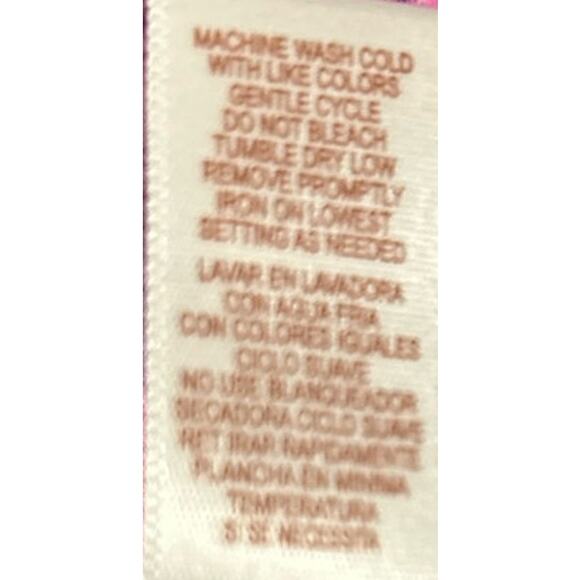 MACHINE WASH COLD
WITH LIKE COLORS
GENTLE CYCLE
DO NOT BLEACH
TUMBLE DRY LOW
REMOVE PROMPTLY
IRON ON LOWEST
SETTING AS NEEDED
LAVAR EN LAVADORA
CON AGUA FRIA
CON COLORES IGUALES
CICLO SUAVE
NO USE BLANQUEADOR
SECADORA CICLO SUAVE
RETIRAR RAPIDAMENTE
PLANCHA EN MINIMA
TEMPERATURA
SI SE NECESSITA